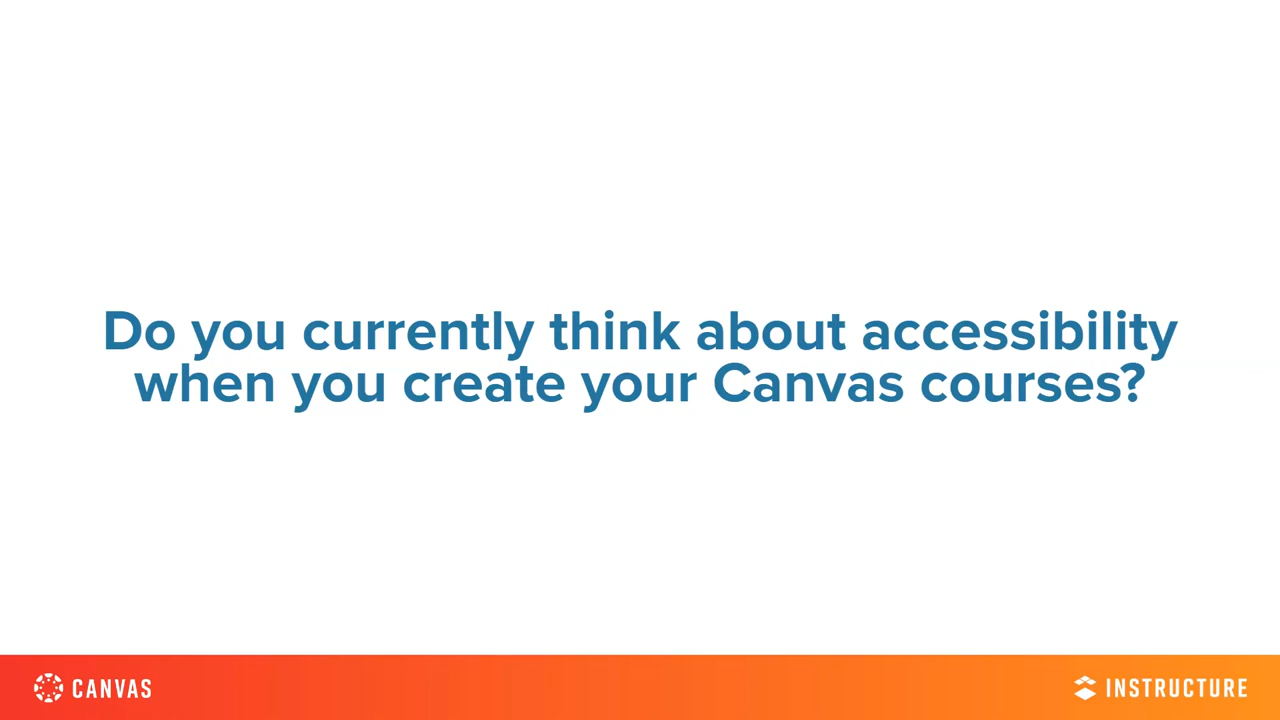 Do you currently think about accessibility
when you create your Canvas courses?
CANVAS
INSTRUCTURE